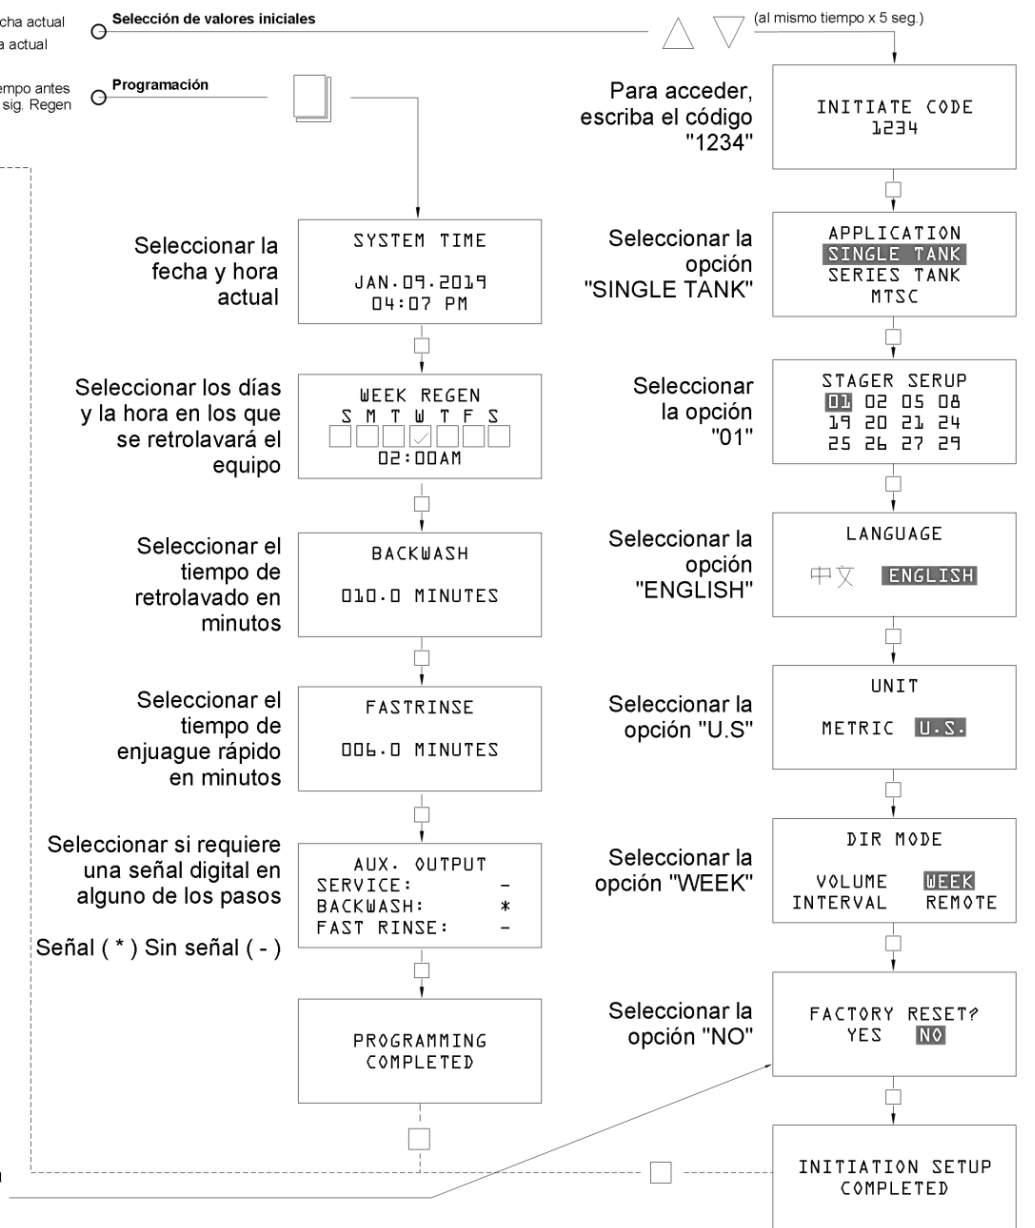 cha actual
Selección de valores iniciales
(al mismo tiempo x 5 seg.)
a actual
empo antes
sig. Regen
Programación
Para acceder,
escriba el código
"1234"
INITIATE CODE
1234
Seleccionar la
fecha y hora
actual
SYSTEM TIME
JAN.09.2019
04:07 PM
Seleccionar la
opción
"SINGLE TANK"
APPLICATION
SINGLE TANK
SERIES TANK
MTSC
Seleccionar los días
y la hora en los que
se retrolavará el
equipo
WEEK REGEN
S M T W T F S
02:00AM
Seleccionar
la opción
"01"
STAGER SERUP
01 02 05 08
19 20 21 24
25 26 27 29
Seleccionar el
tiempo de
retrolavado en
minutos
BACKWASH
010.0 MINUTES
Seleccionar la
opción
"ENGLISH"
LANGUAGE
中文 ENGLISH
Seleccionar el
tiempo de
enjuague rápido
en minutos
FASTRINSE
006.0 MINUTES
Seleccionar la
opción "U.S"
UNIT
METRIC U.S.
Seleccionar si requiere
una señal digital en
alguno de los pasos
Señal ( * ) Sin señal ( - )
AUX. OUTPUT
SERVICE: -
BACKWASH: *
FAST RINSE: -
Seleccionar la
opción "WEEK"
DIR MODE
VOLUME WEEK
INTERVAL REMOTE
PROGRAMMING
COMPLETED
Seleccionar la
opción "NO"
FACTORY RESET?
YES NO
INITIATION SETUP
COMPLETED